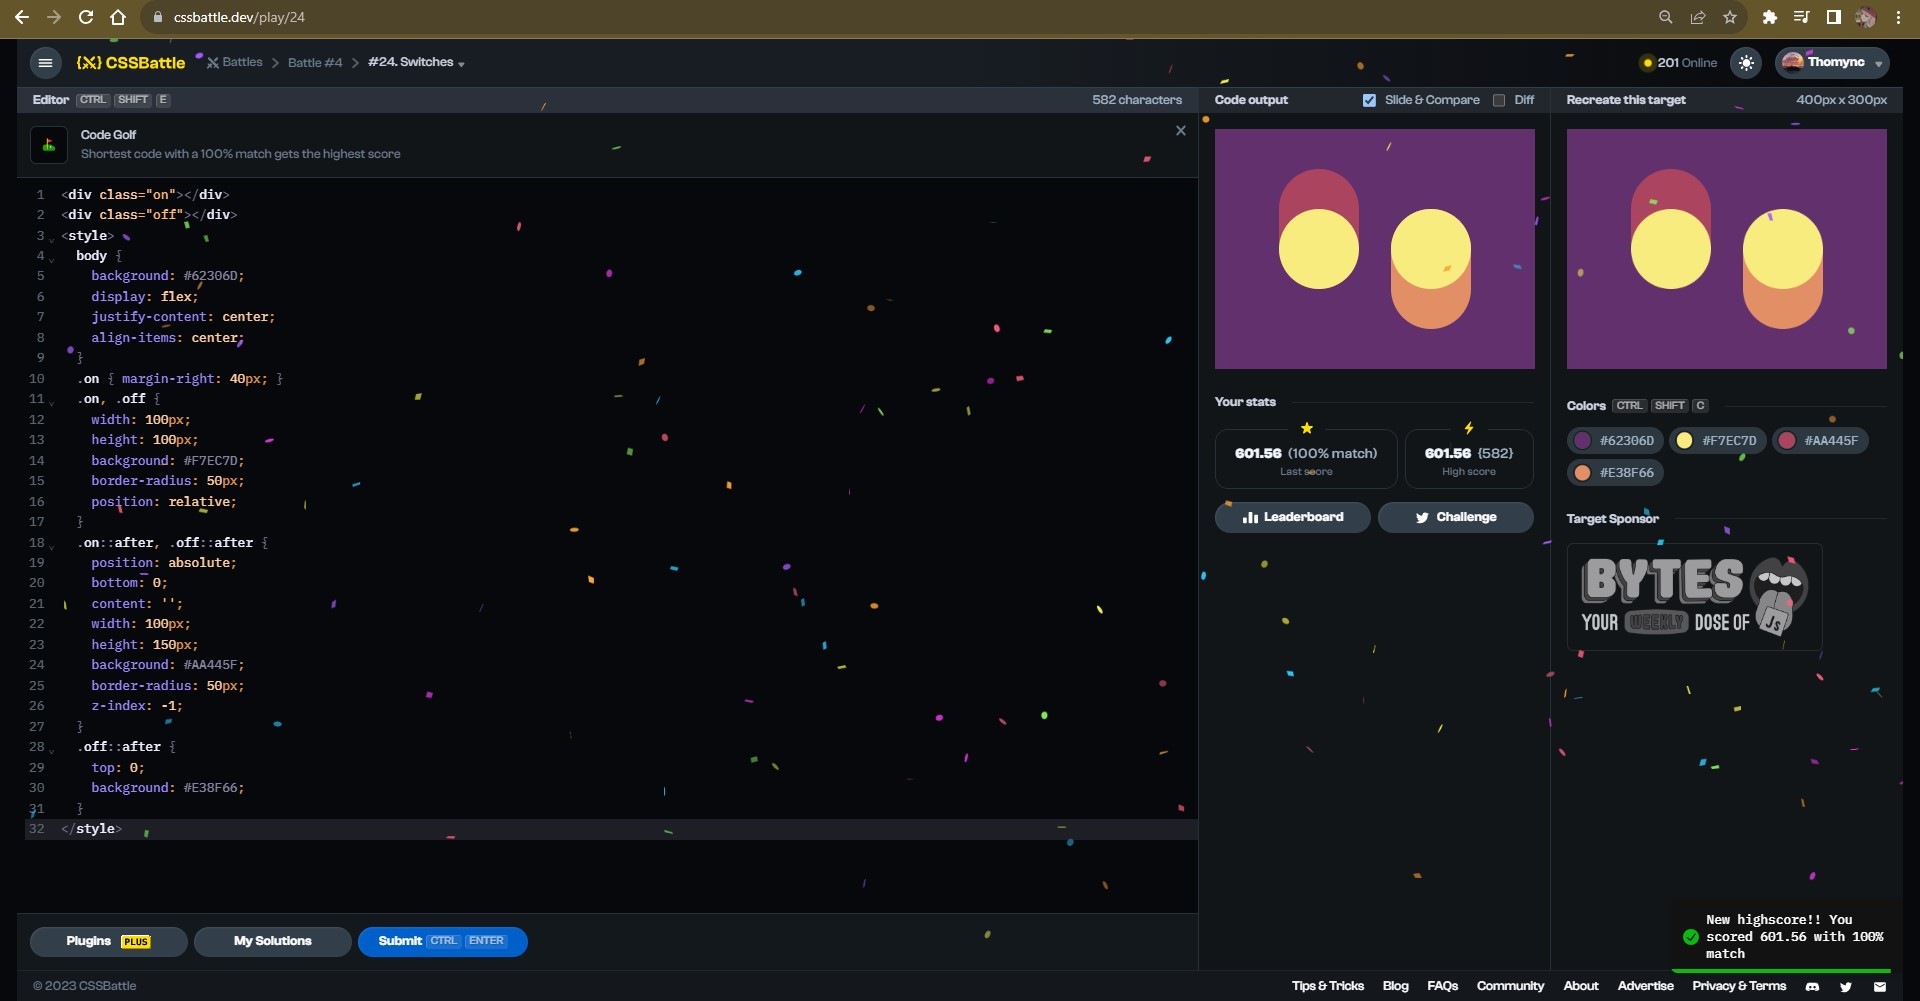 cssbattle.dev/play/24
CSSBattle
Battles > Battle #4 > #24. Switches
201 Online
Thomync
Editor CTRL SHIFT E
582 characters
Code Golf
Shortest code with a 100% match gets the highest score
1 <div class="on"></div>
2 <div class="off"></div>
3 <style>
4 body {
5 background: #62306D;
6 display: flex;
7 justify-content: center;
8 align-items: center;
9 }
10 .on { margin-right: 40px; }
11 .on, .off {
12 width: 100px;
13 height: 100px;
14 background: #F7EC7D;
15 border-radius: 50px;
16 position: relative;
17 }
18 .on::after, .off::after {
19 position: absolute;
20 bottom: 0;
21 content: '';
22 width: 100px;
23 height: 150px;
24 background: #AA445F;
25 border-radius: 50px;
26 z-index: -1;
27 }
28 .off::after {
29 top: 0;
30 background: #E38F66;
31 }
32 </style>
Plugins PLUS
My Solutions
Submit CTRL ENTER
Code output
Slide & Compare
Diff
Your stats
601.56 (100% match)
Last score
601.56 {582}
High score
Leaderboard
Challenge
Recreate this target
400px x 300px
Colors CTRL SHIFT C
#62306D
#F7EC7D
#AA445F
#E38F66
Target Sponsor
BYTES
YOUR WEEKLY DOSE OF JS
New highscore!! You
scored 601.56 with 100%
match
© 2023 CSSBattle
Tips & Tricks
Blog
FAQs
Community
About
Advertise
Privacy & Terms